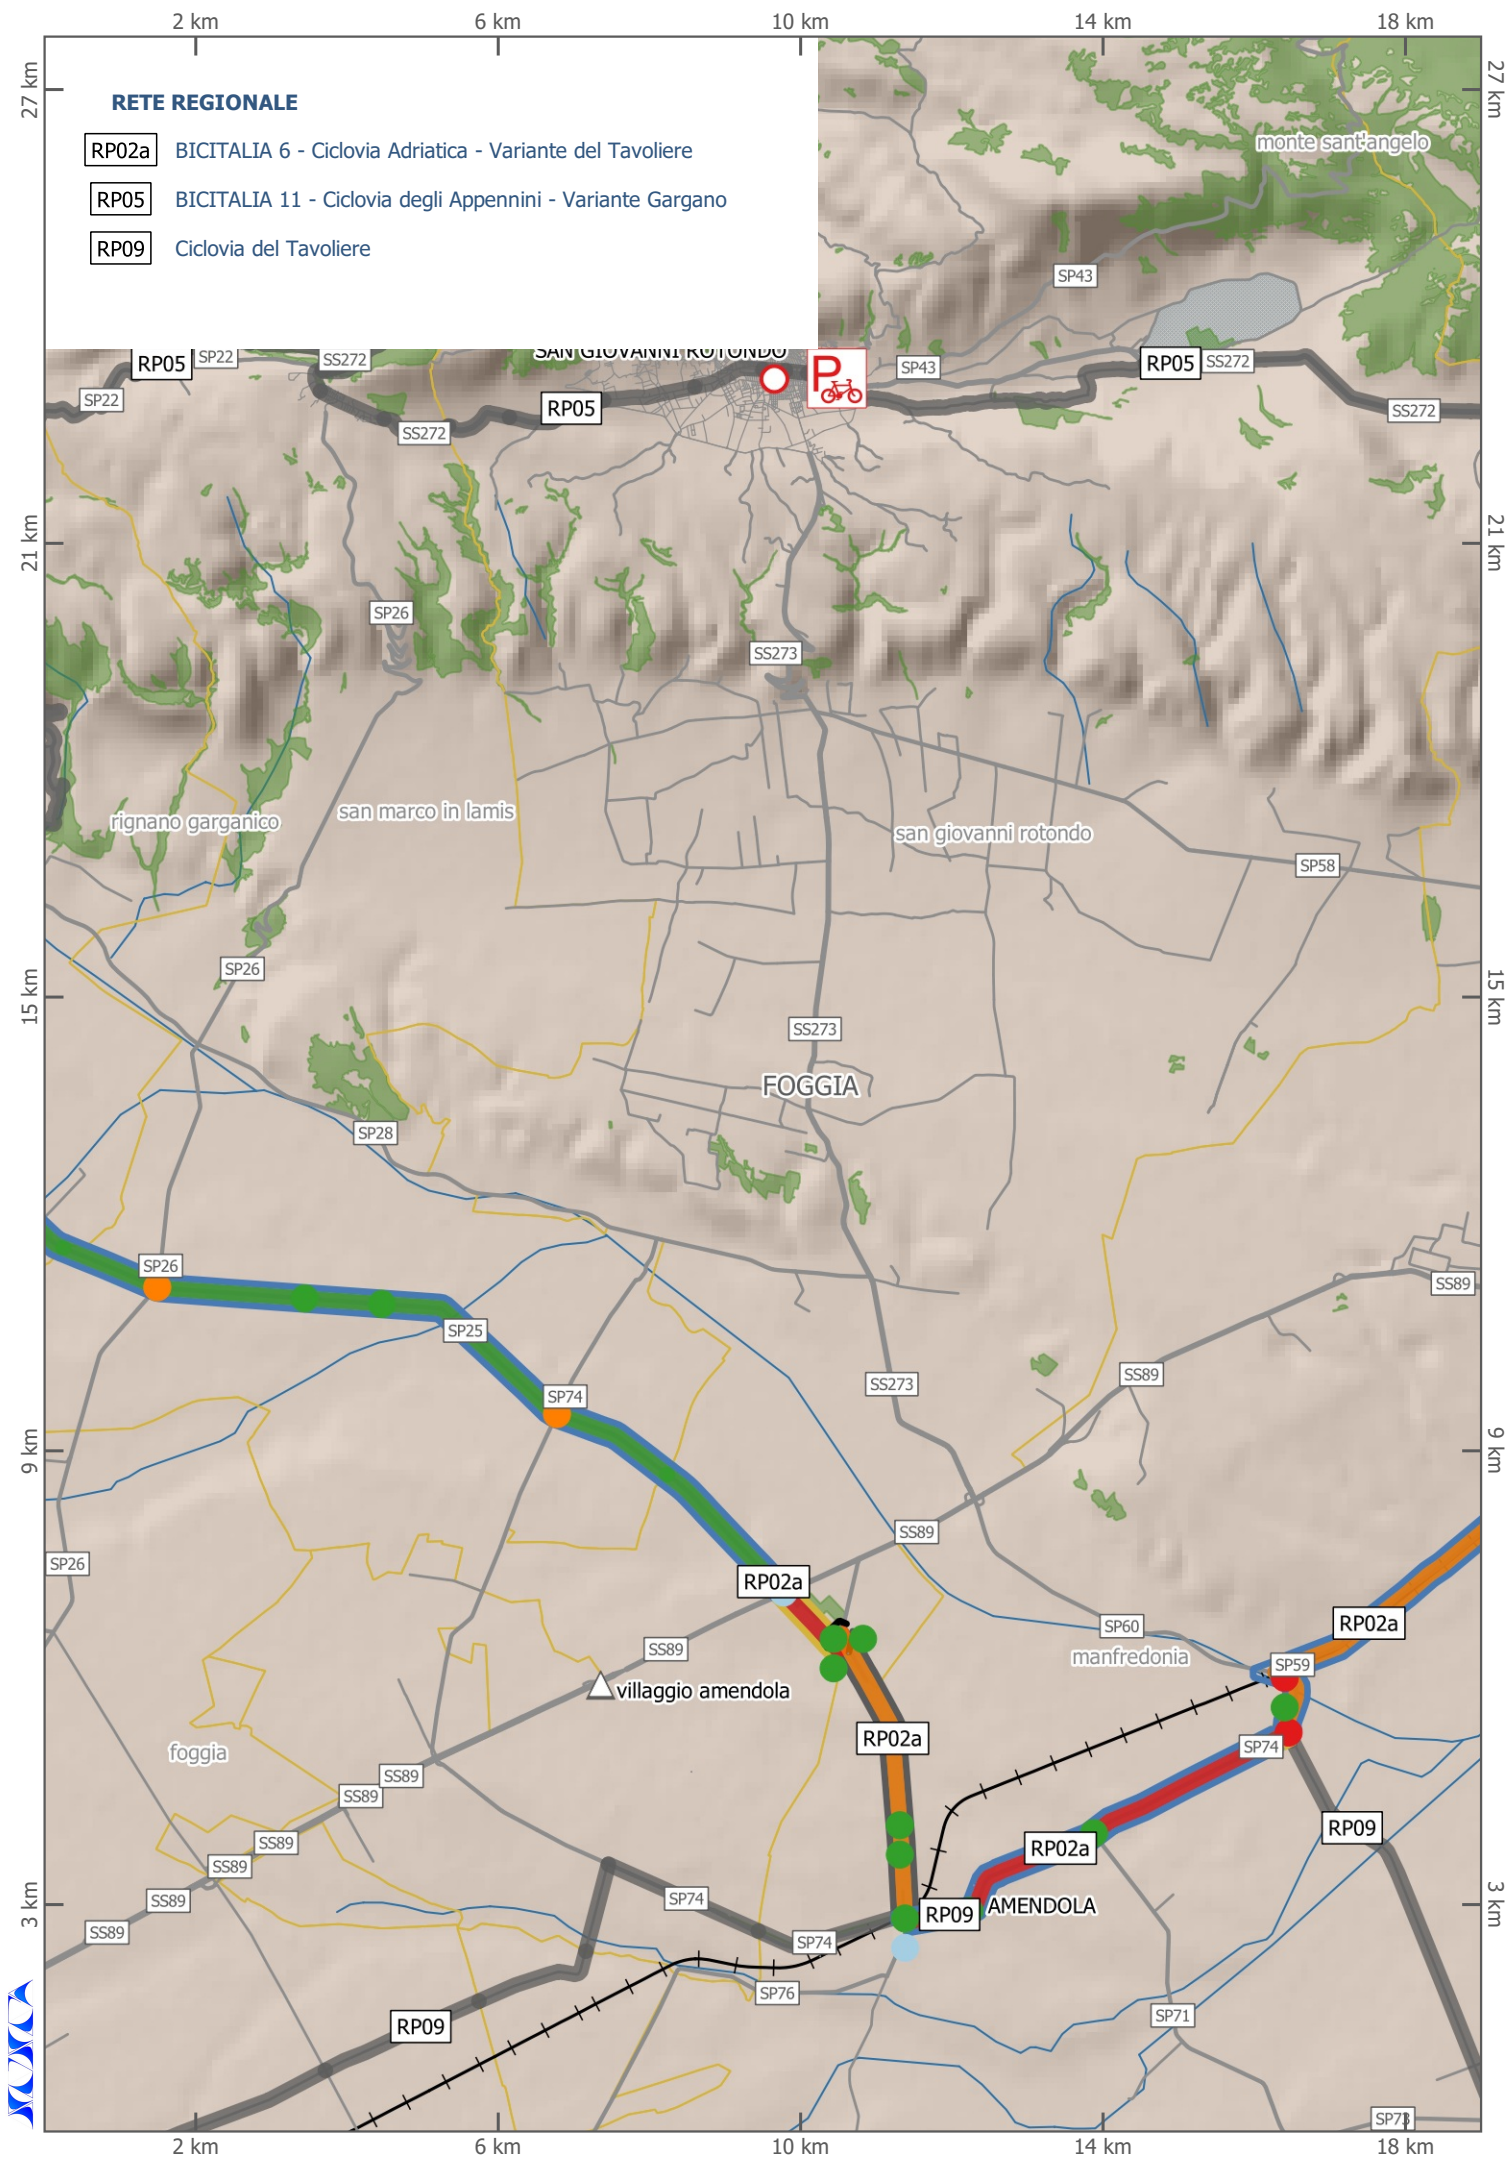 2 km 6 km 10 km 14 km 18 km
27 km 27 km
RETE REGIONALE
RP02a BICITALIA 6 - Ciclovia Adriatica - Variante del Tavoliere
RP05 BICITALIA 11 - Ciclovia degli Appennini - Variante Gargano
RP09 Ciclovia del Tavoliere
monte sant'angelo
SP43
SAN GIOVANNI ROTONDO
RP05 SP22 SS272 P SP43 RP05 SS272
SP22 RP05 SS272
SS272
21 km 21 km
SP26
SS273
rignano garganico san marco in lamis san giovanni rotondo
SP58
SP26
15 km 15 km
SS273
FOGGIA
SP28
SP26 SS89
SP25
SS89
SP74 SS273
9 km 9 km
SS89
SP26
RP02a
SP60 RP02a
SS89 manfredonia SP59
villaggio amendola
RP02a
foggia SP74
SS89
SS89
SS89 RP02a RP09
SS89
SS89 SP74
3 km RP09 AMENDOLA 3 km
SS89 SP74
SP76
RP09 SP71
SP73
2 km 6 km 10 km 14 km 18 km